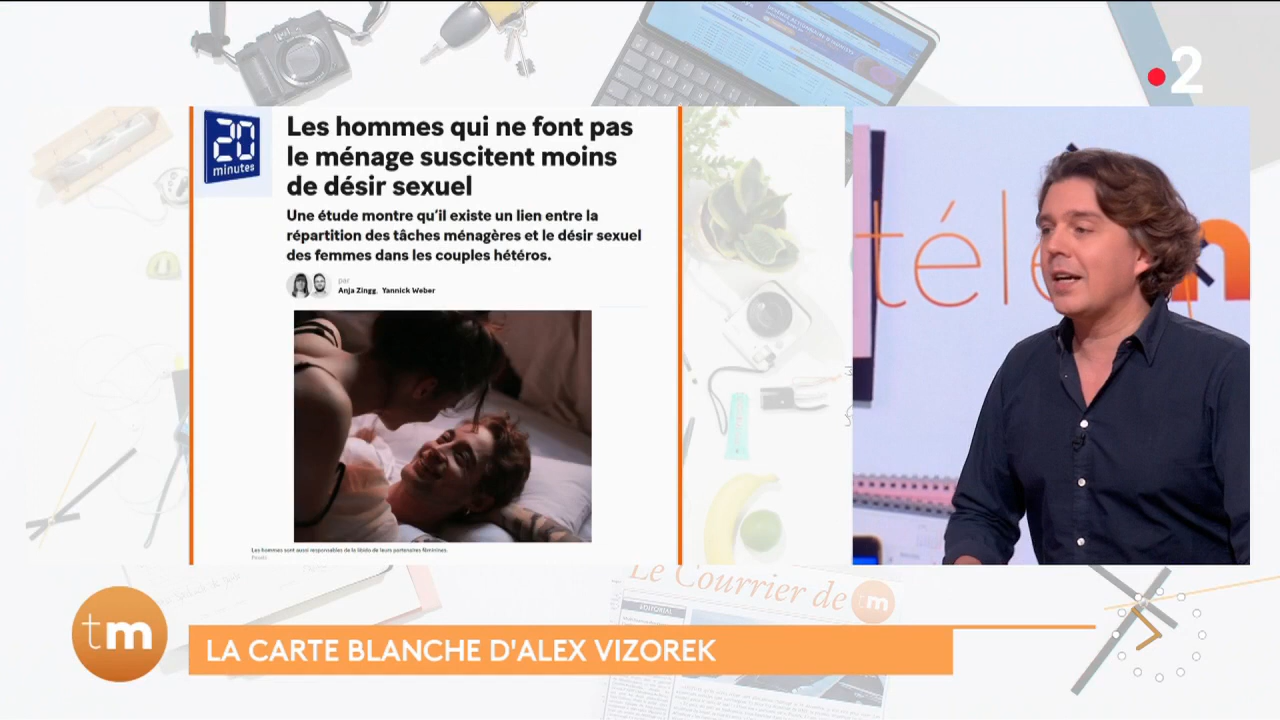 2
20
minutes
Les hommes qui ne font pas
le ménage suscitent moins
de désir sexuel
Une étude montre qu'il existe un lien entre la
répartition des tâches ménagères et le désir sexuel
des femmes dans les couples hétéros.
par
Anja Zingg, Yannick Weber
Les hommes sont aussi responsables de la libido de leurs partenaires féminines.
Pexels
télé
Le Courrier de tm
EDITORIAL
tm
LA CARTE BLANCHE D'ALEX VIZOREK